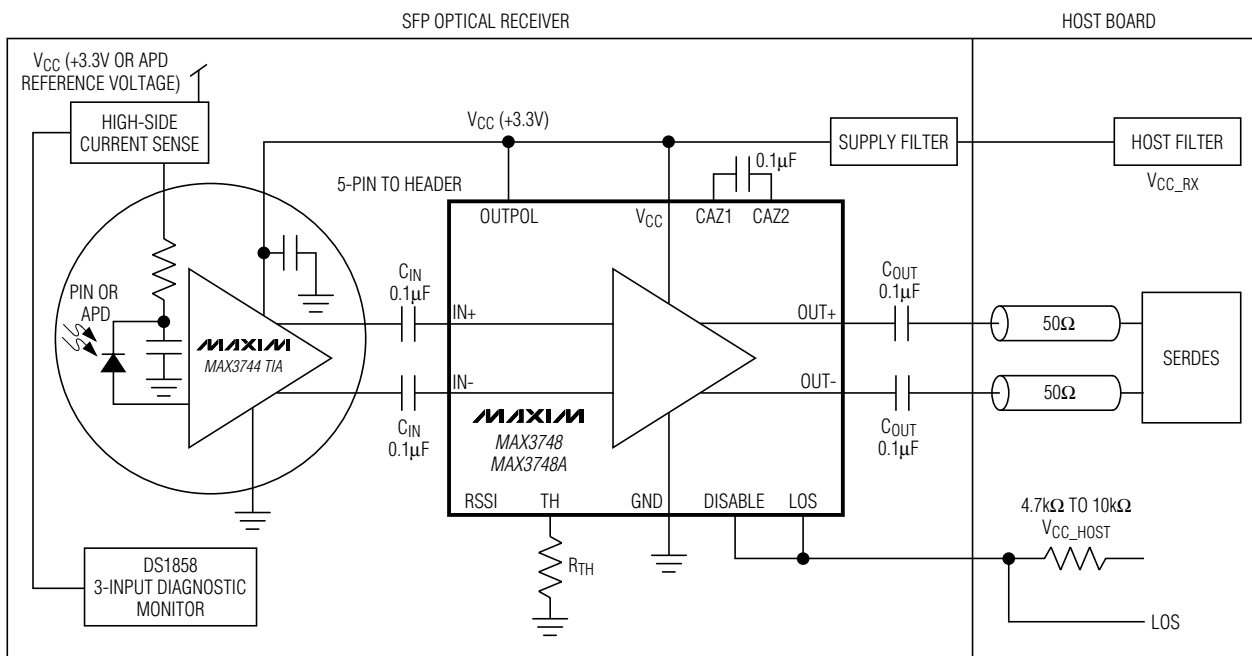 SFP OPTICAL RECEIVER
HOST BOARD
VCC (+3.3V OR APD
REFERENCE VOLTAGE)
HIGH-SIDE
CURRENT SENSE
VCC (+3.3V)
SUPPLY FILTER
HOST FILTER
VCC_RX
0.1µF
5-PIN TO HEADER
OUTPOL
VCC
CAZ1
CAZ2
PIN OR
APD
MAXIM
MAX3744 TIA
CIN
0.1µF
IN+
OUT+
COUT
0.1µF
50Ω
SERDES
IN-
OUT-
50Ω
CIN
0.1µF
MAXIM
MAX3748
MAX3748A
COUT
0.1µF
RSSI
TH
GND
DISABLE
LOS
4.7kΩ TO 10kΩ
VCC_HOST
RTH
DS1858
3-INPUT DIAGNOSTIC
MONITOR
LOS